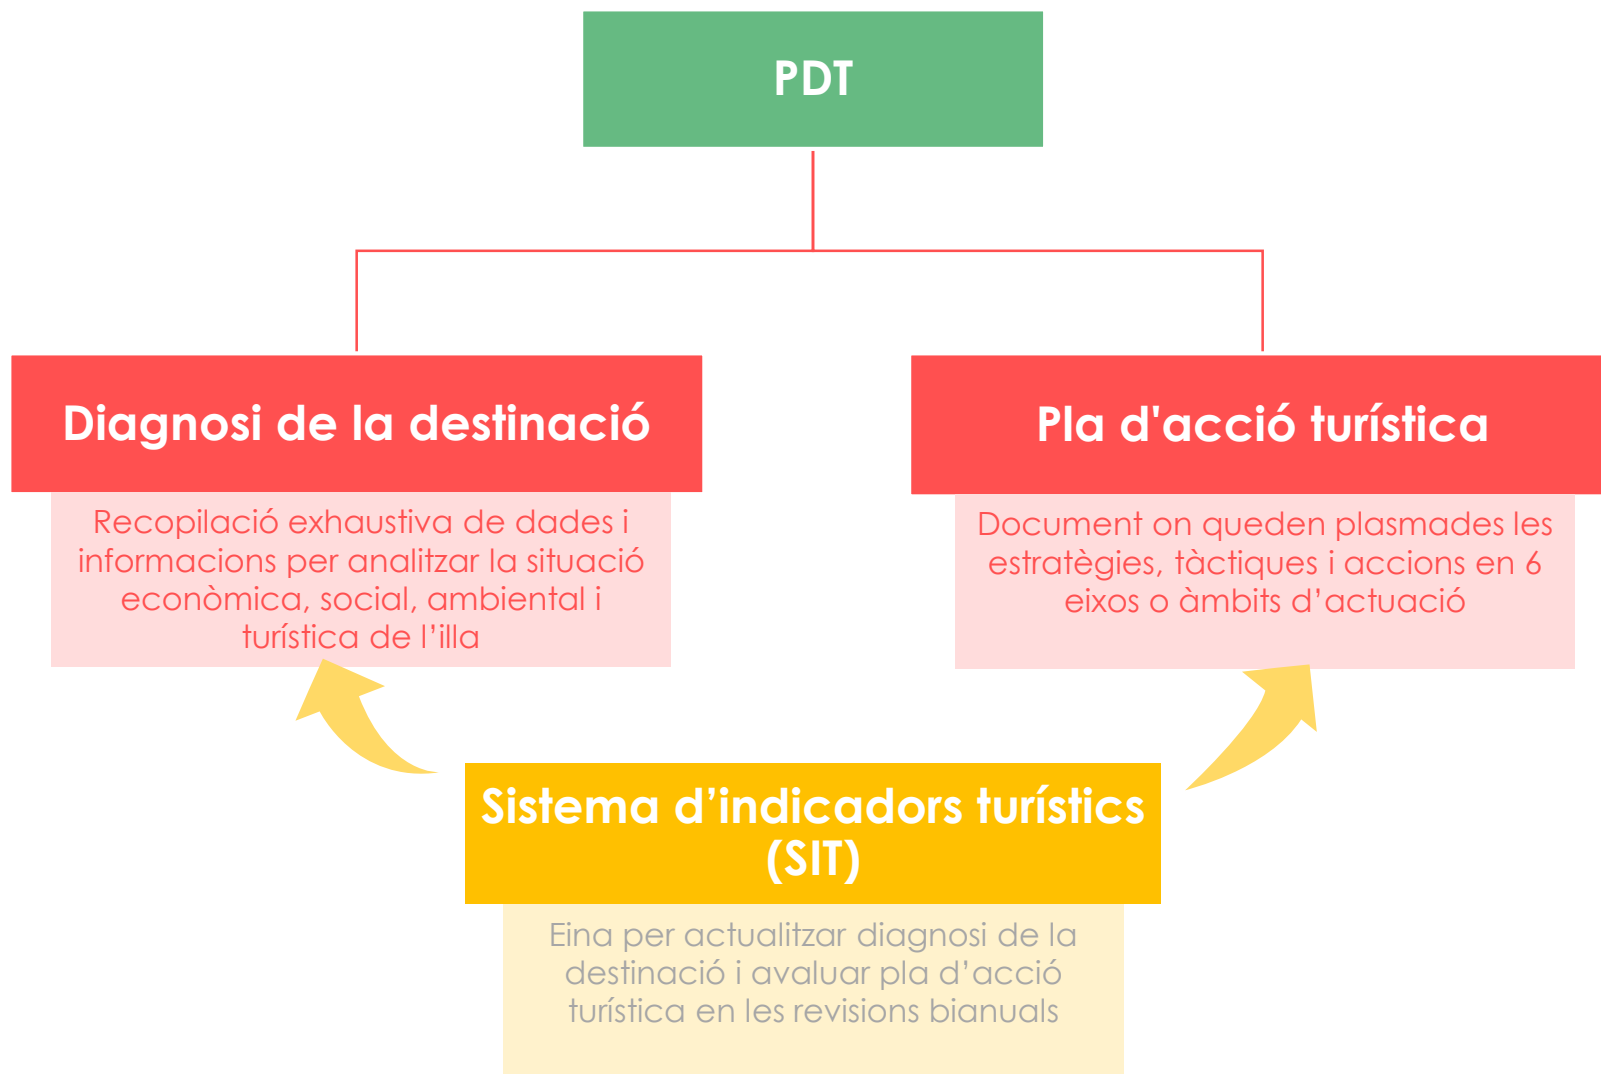 PDT
Diagnosi de la destinació
Recopilació exhaustiva de dades i
informacions per analitzar la situació
econòmica, social, ambiental i
turística de l’illa
Pla d'acció turística
Document on queden plasmades les
estratègies, tàctiques i accions en 6
eixos o àmbits d’actuació
Sistema d’indicadors turístics
(SIT)
Eina per actualitzar diagnosi de la
destinació i avaluar pla d’acció
turística en les revisions bianuals